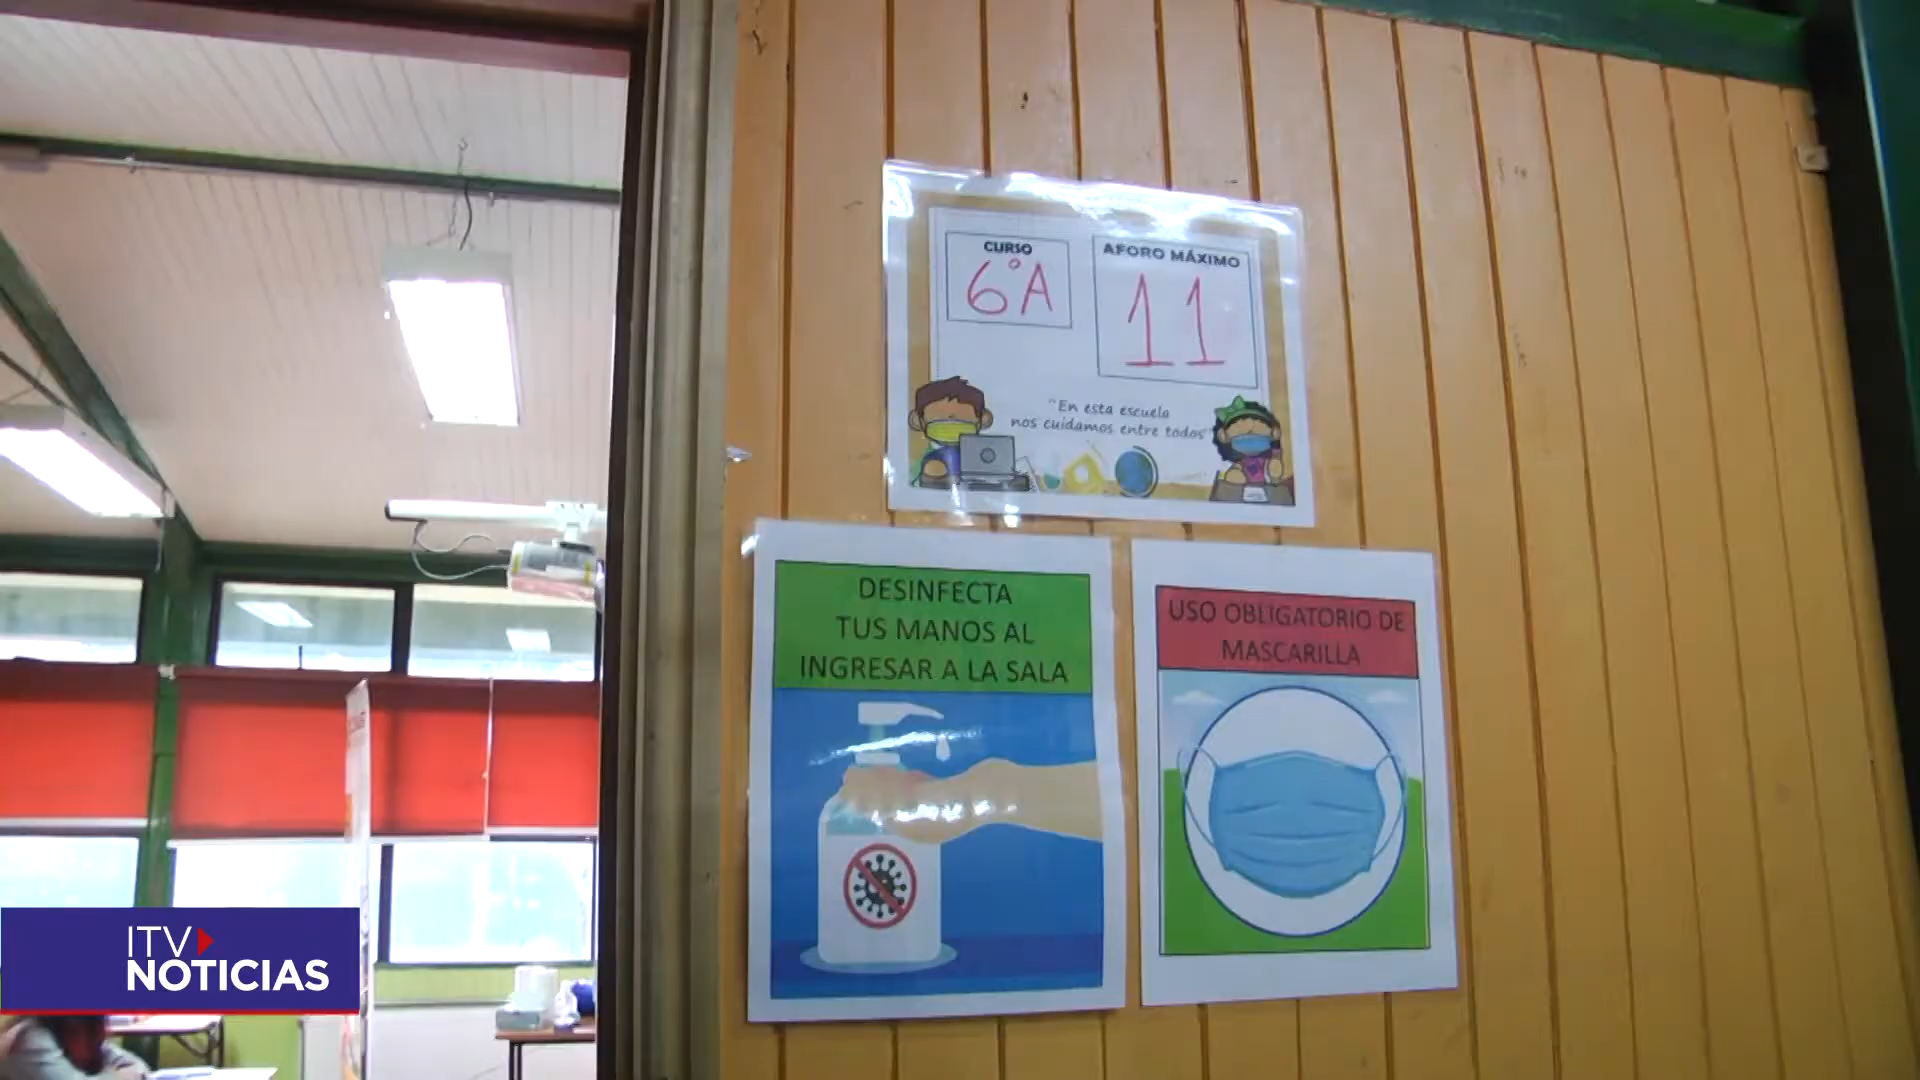 CURSO
6°A
AFORO MÁXIMO
11
"En esta escuela
nos cuidamos entre todos"
DESINFECTA
TUS MANOS AL
INGRESAR A LA SALA
USO OBLIGATORIO DE
MASCARILLA
ITV
NOTICIAS